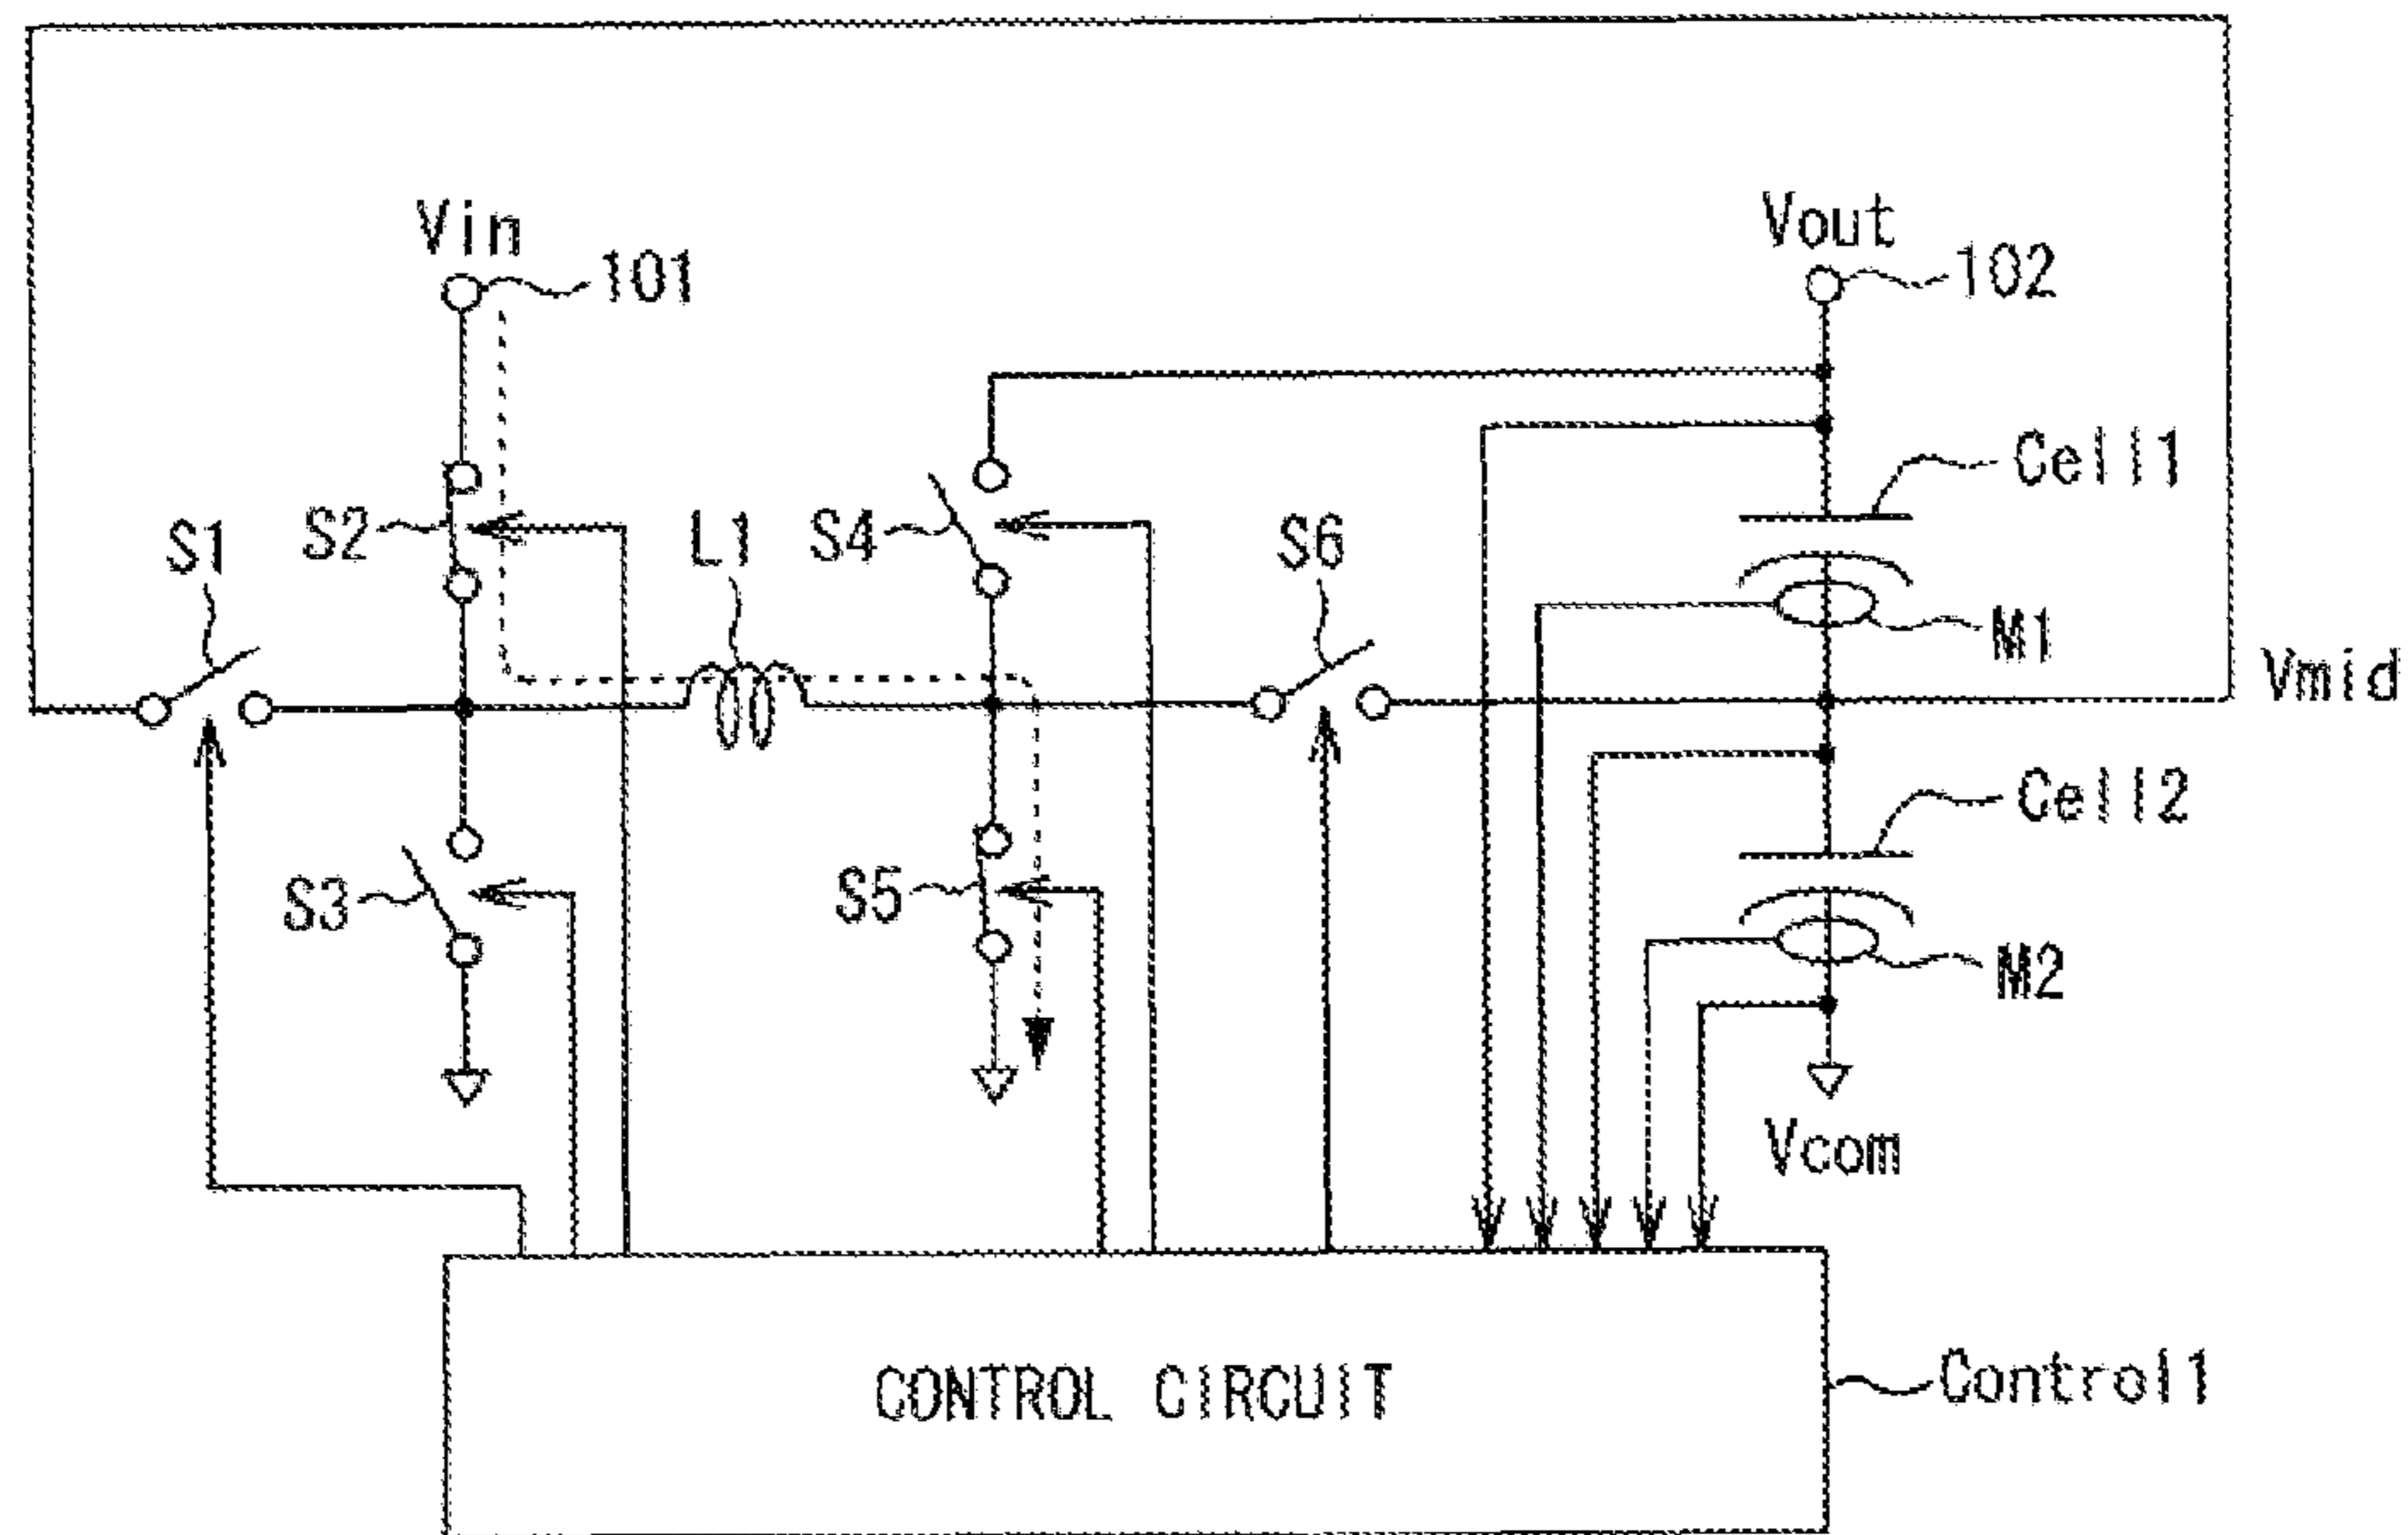 Vin
101
Vout
102
Cell1
S1
S2
L1
S4
S6
M1
Vmid
Cell2
S3
S5
M2
Vcom
CONTROL CIRCUIT
Control1